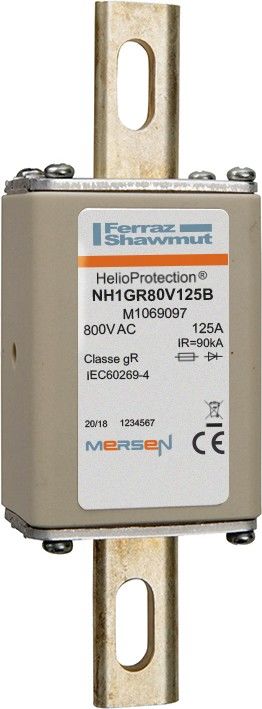 Ferraz
Shawmut
HelioProtection®
NH1GR80V125B
M1069097
800V AC 125A
IR=90kA
Classe gR
IEC60269-4
20/18 1234567
MERSEN CE